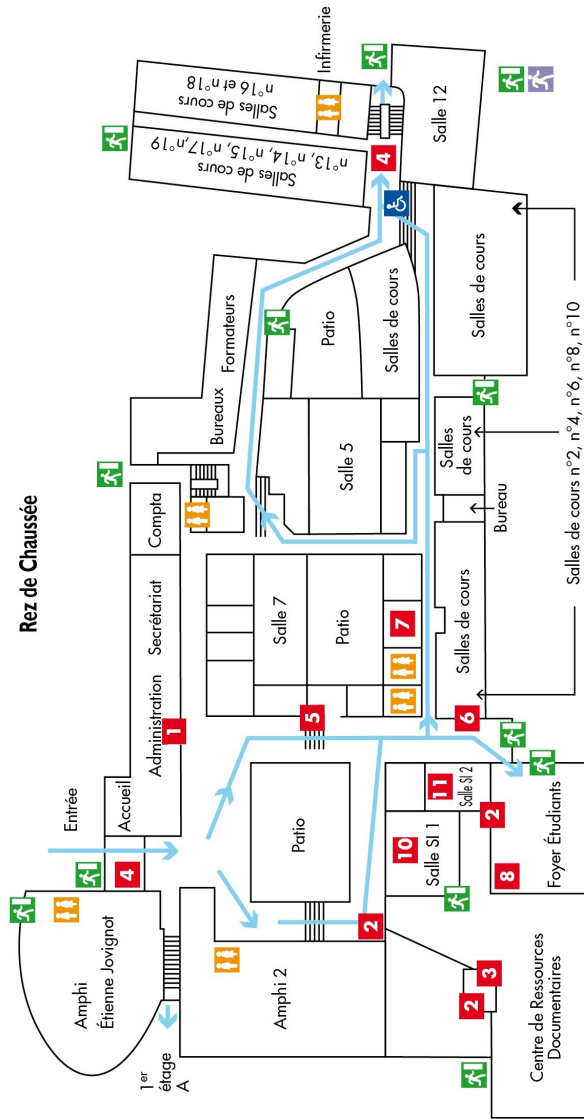 Rez de Chaussée
Entrée
Accueil
Administration
Secrétariat
Compta
Bureaux
Formateurs
Salles de cours
n°13, n°14, n°15, n°17, n°19
Salles de cours
n°16 et n°18
Infirmerie
Amphi
Étienne Jovignot
1er
étage
A
4
1
Patio
Salle 7
Patio
5
7
Salle 5
Patio
Salles de cours
4
Salle 12
Amphi 2
2
10
Salle SI 1
11
Salle SI 2
2
6
Salles de cours
Bureau
Salles
de cours
Salles de cours
Salles de cours n°2, n°4, n°6, n°8, n°10
2
3
8
Foyer Étudiants
Centre de Ressources
Documentaires